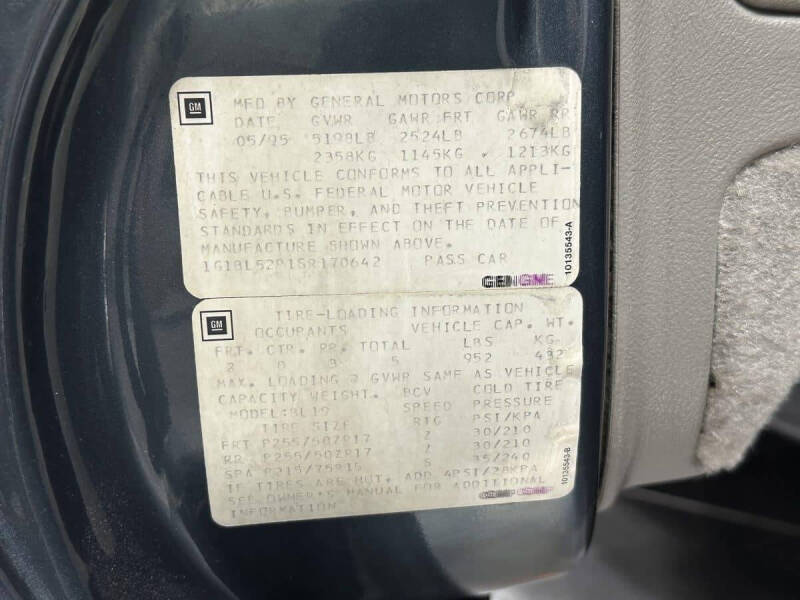 GM
MFD BY GENERAL MOTORS CORP
DATE GVWR GAWR FRT GAWR RR
05/95 5198LB 2524LB 2674LB
2358KG 1145KG 1213KG
THIS VEHICLE CONFORMS TO ALL APPLI-
CABLE U.S. FEDERAL MOTOR VEHICLE
SAFETY, BUMPER, AND THEFT PREVENTION
STANDARDS IN EFFECT ON THE DATE OF
MANUFACTURE SHOWN ABOVE.
1G1BL52P1SR170642 PASS CAR
10135543-A
GM
TIRE-LOADING INFORMATION
OCCUPANTS VEHICLE CAP. WT.
FRT. CTR. RR. TOTAL LBS KG
2 0 3 5 952 432
MAX. LOADING @ GVWR SAME AS VEHICLE
CAPACITY WEIGHT. COLD TIRE
MODEL:BL19 SPEED PRESSURE
TIRE SIZE RTG PSI/KPA
FRT P255/50ZR17 Z 30/210
RR P255/50ZR17 Z 30/210
SPA P215/75R15 S 35/240
IF TIRES ARE HOT, ADD 4PSI/28KPA
SEE OWNER'S MANUAL FOR ADDITIONAL
INFORMATION
10135543-B